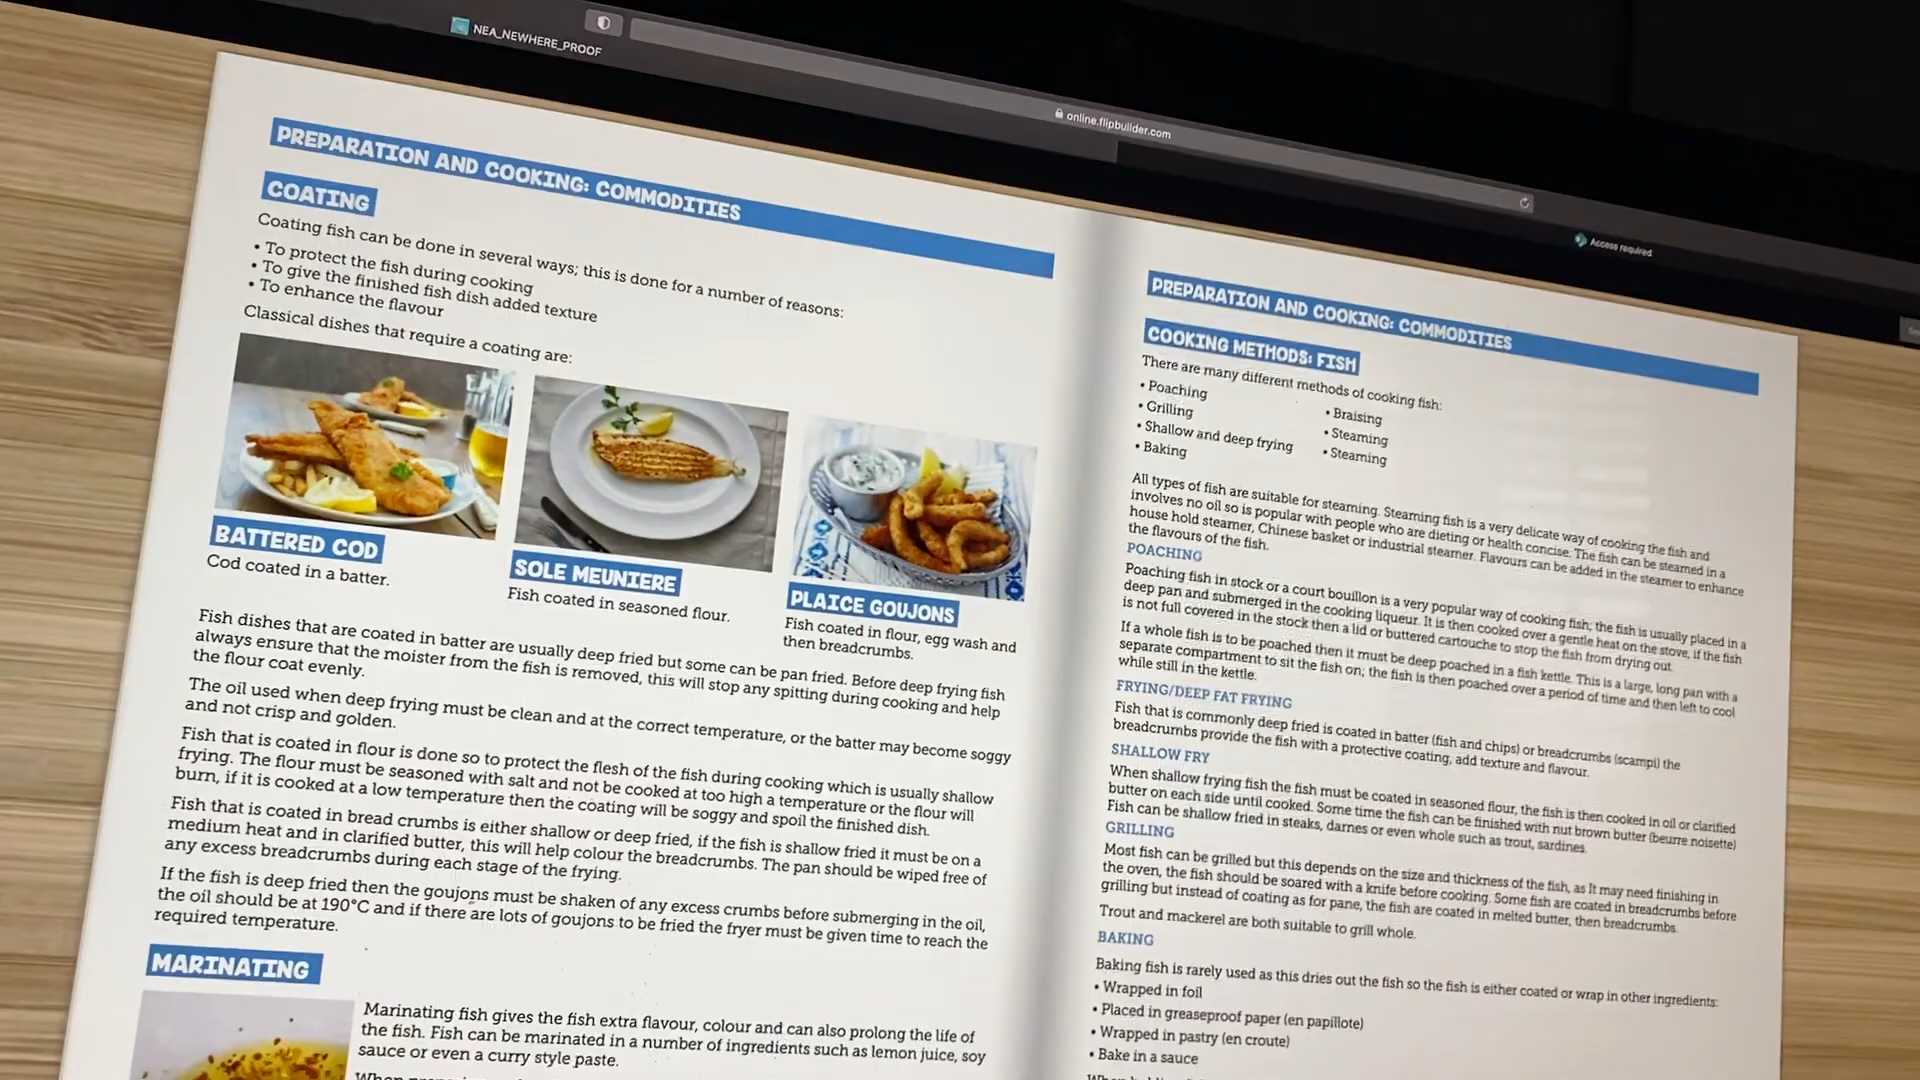 NEA_NEWHERE_PROOF
online.flipbuilder.com
Access required
PREPARATION AND COOKING: COMMODITIES
COATING
Coating fish can be done in several ways; this is done for a number of reasons:
• To protect the fish during cooking
• To give the finished fish dish added texture
• To enhance the flavour
Classical dishes that require a coating are:
BATTERED COD
Cod coated in a batter.
SOLE MEUNIERE
Fish coated in seasoned flour.
PLAICE GOUJONS
Fish coated in flour, egg wash and
then breadcrumbs.
Fish dishes that are coated in batter are usually deep fried but some can be pan fried. Before deep frying fish
always ensure that the moister from the fish is removed, this will stop any spitting during cooking and help
the flour coat evenly.
The oil used when deep frying must be clean and at the correct temperature, or the batter may become soggy
and not crisp and golden.
Fish that is coated in flour is done so to protect the flesh of the fish during cooking which is usually shallow
frying. The flour must be seasoned with salt and not be cooked at too high a temperature or the flour will
burn, if it is cooked at a low temperature then the coating will be soggy and spoil the finished dish.
Fish that is coated in bread crumbs is either shallow or deep fried, if the fish is shallow fried it must be on a
medium heat and in clarified butter, this will help colour the breadcrumbs. The pan should be wiped free of
any excess breadcrumbs during each stage of the frying.
If the fish is deep fried then the goujons must be shaken of any excess crumbs before submerging in the oil,
the oil should be at 190°C and if there are lots of goujons to be fried the fryer must be given time to reach the
required temperature.
MARINATING
Marinating fish gives the fish extra flavour, colour and can also prolong the life of
the fish. Fish can be marinated in a number of ingredients such as lemon juice, soy
sauce or even a curry style paste.
PREPARATION AND COOKING: COMMODITIES
COOKING METHODS: FISH
There are many different methods of cooking fish:
• Poaching
• Grilling
• Shallow and deep frying
• Baking
• Braising
• Steaming
• Steaming
All types of fish are suitable for steaming. Steaming fish is a very delicate way of cooking the fish and
involves no oil so is popular with people who are dieting or health concise. The fish can be steamed in a
house hold steamer, Chinese basket or industrial steamer. Flavours can be added in the steamer to enhance
the flavours of the fish.
POACHING
Poaching fish in stock or a court bouillon is a very popular way of cooking fish; the fish is usually placed in a
deep pan and submerged in the cooking liqueur. It is then cooked over a gentle heat on the stove, if the fish
is not full covered in the stock then a lid or buttered cartouche to stop the fish from drying out.
If a whole fish is to be poached then it must be deep poached in a fish kettle. This is a large, long pan with a
separate compartment to sit the fish on; the fish is then poached over a period of time and then left to cool
while still in the kettle.
FRYING/DEEP FAT FRYING
Fish that is commonly deep fried is coated in batter (fish and chips) or breadcrumbs (scampi) the
breadcrumbs provide the fish with a protective coating, add texture and flavour.
SHALLOW FRY
When shallow frying fish the fish must be coated in seasoned flour, the fish is then cooked in oil or clarified
butter on each side until cooked. Some time the fish can be finished with nut brown butter (beurre noisette)
Fish can be shallow fried in steaks, darnes or even whole such as trout, sardines.
GRILLING
Most fish can be grilled but this depends on the size and thickness of the fish, as It may need finishing in
the oven, the fish should be soared with a knife before cooking. Some fish are coated in breadcrumbs before
grilling but instead of coating as for pane, the fish are coated in melted butter, then breadcrumbs.
Trout and mackerel are both suitable to grill whole.
BAKING
Baking fish is rarely used as this dries out the fish so the fish is either coated or wrap in other ingredients:
• Wrapped in foil
• Placed in greaseproof paper (en papillote)
• Wrapped in pastry (en croute)
• Bake in a sauce